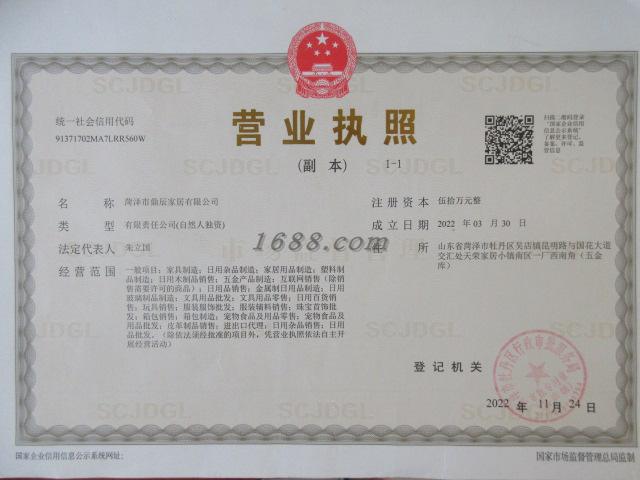 统一社会信用代码
91371702MA7LRR560W
营业执照
(副 本) 1-1
扫描二维码登录
"国家企业信用
信息公示系统"
了解更多登记、
备案、许可、监
管信息
名 称 菏泽市鼎辰家居有限公司
类 型 有限责任公司(自然人独资)
法定代表人 朱立国
经营范围 一般项目:家具制造;日用杂品制造;家居用品制造;塑料制品
制品制造;日用木制品销售;五金产品制造;互联网销售(除销
售需要许可的商品);日用品销售;金属制日用品制造;日用
玻璃制品制造;文具用品批发;文具用品零售;日用百货销
售;玩具销售;服装服饰批发;服装辅料销售;珠宝首饰批
发;箱包销售;箱包制造;宠物食品及用品零售;宠物食品及
用品批发;皮革制品销售;进出口代理;日用杂品销售;日用品
批发。(除依法须经批准的项目外,凭营业执照依法自主开
展经营活动)
注册资本 伍拾万元整
成立日期 2022 年 03 月 30 日
住 所 山东省菏泽市牡丹区吴店镇昆明路与国花大道
交汇处天荣家居小镇南区一厂西南角(五金
库)
1688.com
登记机关
2022 年 11 月 24 日
国家企业信用信息公示系统网址:
国家市场监督管理总局监制